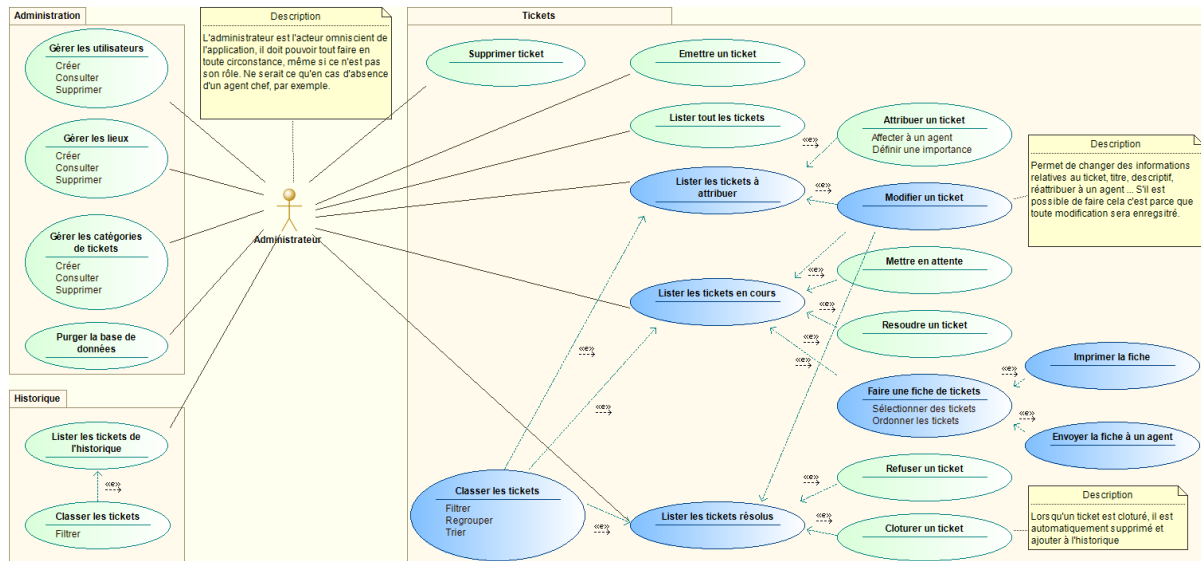 Administration
Gérer les utilisateurs
Créer
Consulter
Supprimer
Gérer les lieux
Créer
Consulter
Supprimer
Gérer les catégories
de tickets
Créer
Consulter
Supprimer
Purger la base de
données
Historique
Lister les tickets de
l'historique
«e»
Classer les tickets
Filtrer
Description
L'administrateur est l'acteur omniscient de
l'application, il doit pouvoir tout faire en
toute circonstance, même si ce n'est pas
son rôle. Ne serait ce qu'en cas d'absence
d'un agent chef, par exemple.
Administrateur
Tickets
Supprimer ticket
Emettre un ticket
Lister tout les tickets
Lister les tickets à
attribuer
Lister les tickets en cours
Classer les tickets
Filtrer
Regrouper
Trier
Lister les tickets résolus
«e»
«e»
«e»
«e»
«e»
«e»
«e»
«e»
«e»
«e»
«e»
Attribuer un ticket
Affecter à un agent
Définir une importance
Modifier un ticket
Mettre en attente
Resoudre un ticket
Faire une fiche de tickets
Sélectionner des tickets
Ordonner les tickets
Refuser un ticket
Cloturer un ticket
Description
Permet de changer des informations
relatives au ticket, titre, descriptif,
réattribuer à un agent ... S'il est
possible de faire cela c'est parce que
toute modification sera enregsitré.
«e»
Imprimer la fiche
«e»
Envoyer la fiche à un agent
Description
Lorsqu'un ticket est cloturé, il est
automatiquement supprimé et
ajouter à l'historique